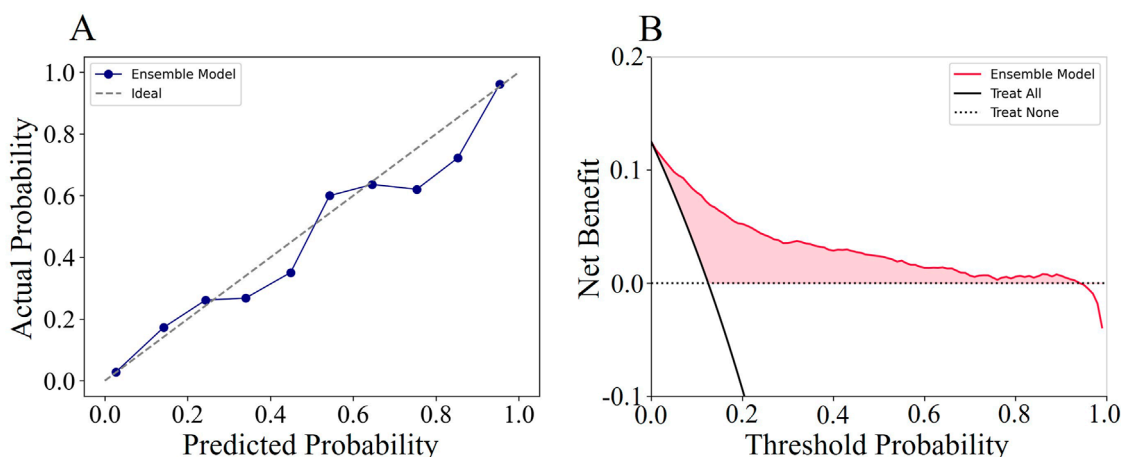 A
Ensemble Model
Ideal
1.0
0.8
0.6
0.4
0.2
0.0
Actual Probability
0.0 0.2 0.4 0.6 0.8 1.0
Predicted Probability
B
Ensemble Model
Treat All
Treat None
0.2
0.1
0.0
-0.1
Net Benefit
0.0 0.2 0.4 0.6 0.8 1.0
Threshold Probability